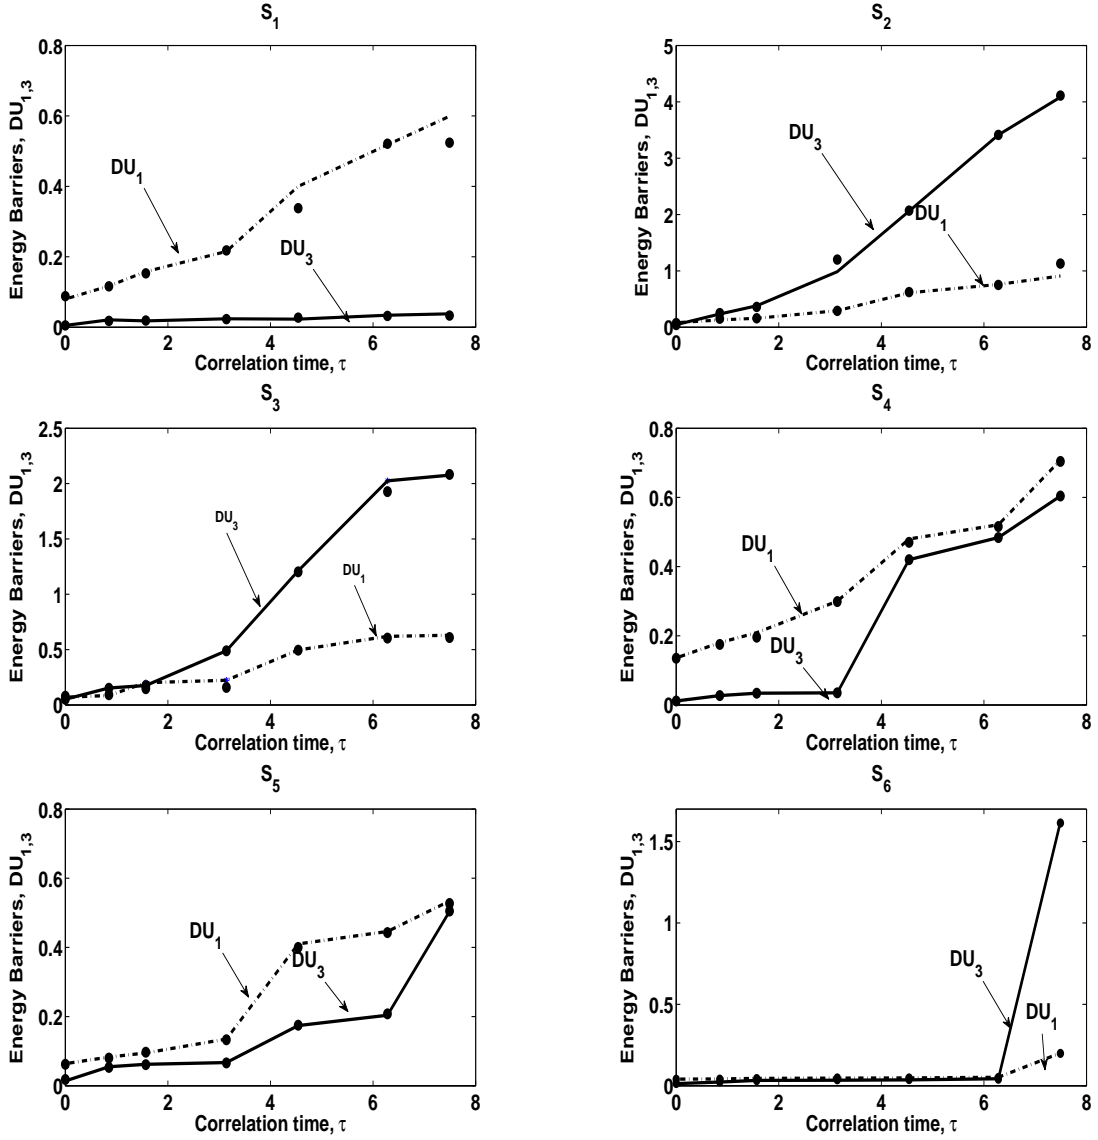 S1
Energy Barriers, DU1,3
0.8
0.6
0.4
0.2
0
DU1
DU3
0 2 4 6 8
Correlation time, τ
S2
Energy Barriers, DU1,3
5
4
3
2
1
0
DU3
DU1
0 2 4 6 8
Correlation time, τ
S3
Energy Barriers, DU1,3
2.5
2
1.5
1
0.5
0
DU3
DU1
0 2 4 6 8
Correlation time, τ
S4
Energy Barriers, DU1,3
0.8
0.6
0.4
0.2
0
DU1
DU3
0 2 4 6 8
Correlation time, τ
S5
Energy Barriers, DU1,3
0.8
0.6
0.4
0.2
0
DU1
DU3
0 2 4 6 8
Correlation time, τ
S6
Energy Barriers, DU1,3
1.5
1
0.5
0
DU3
DU1
0 2 4 6 8
Correlation time, τ